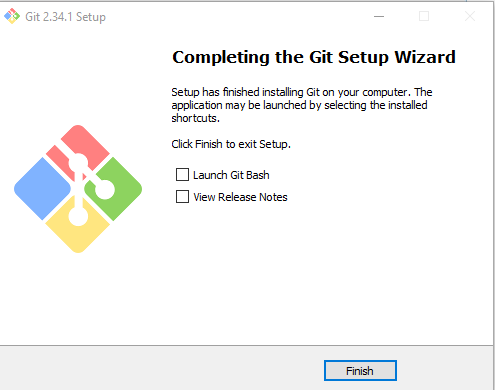 Git 2.34.1 Setup
Completing the Git Setup Wizard
Setup has finished installing Git on your computer. The
application may be launched by selecting the installed
shortcuts.
Click Finish to exit Setup.
Launch Git Bash
View Release Notes
Finish